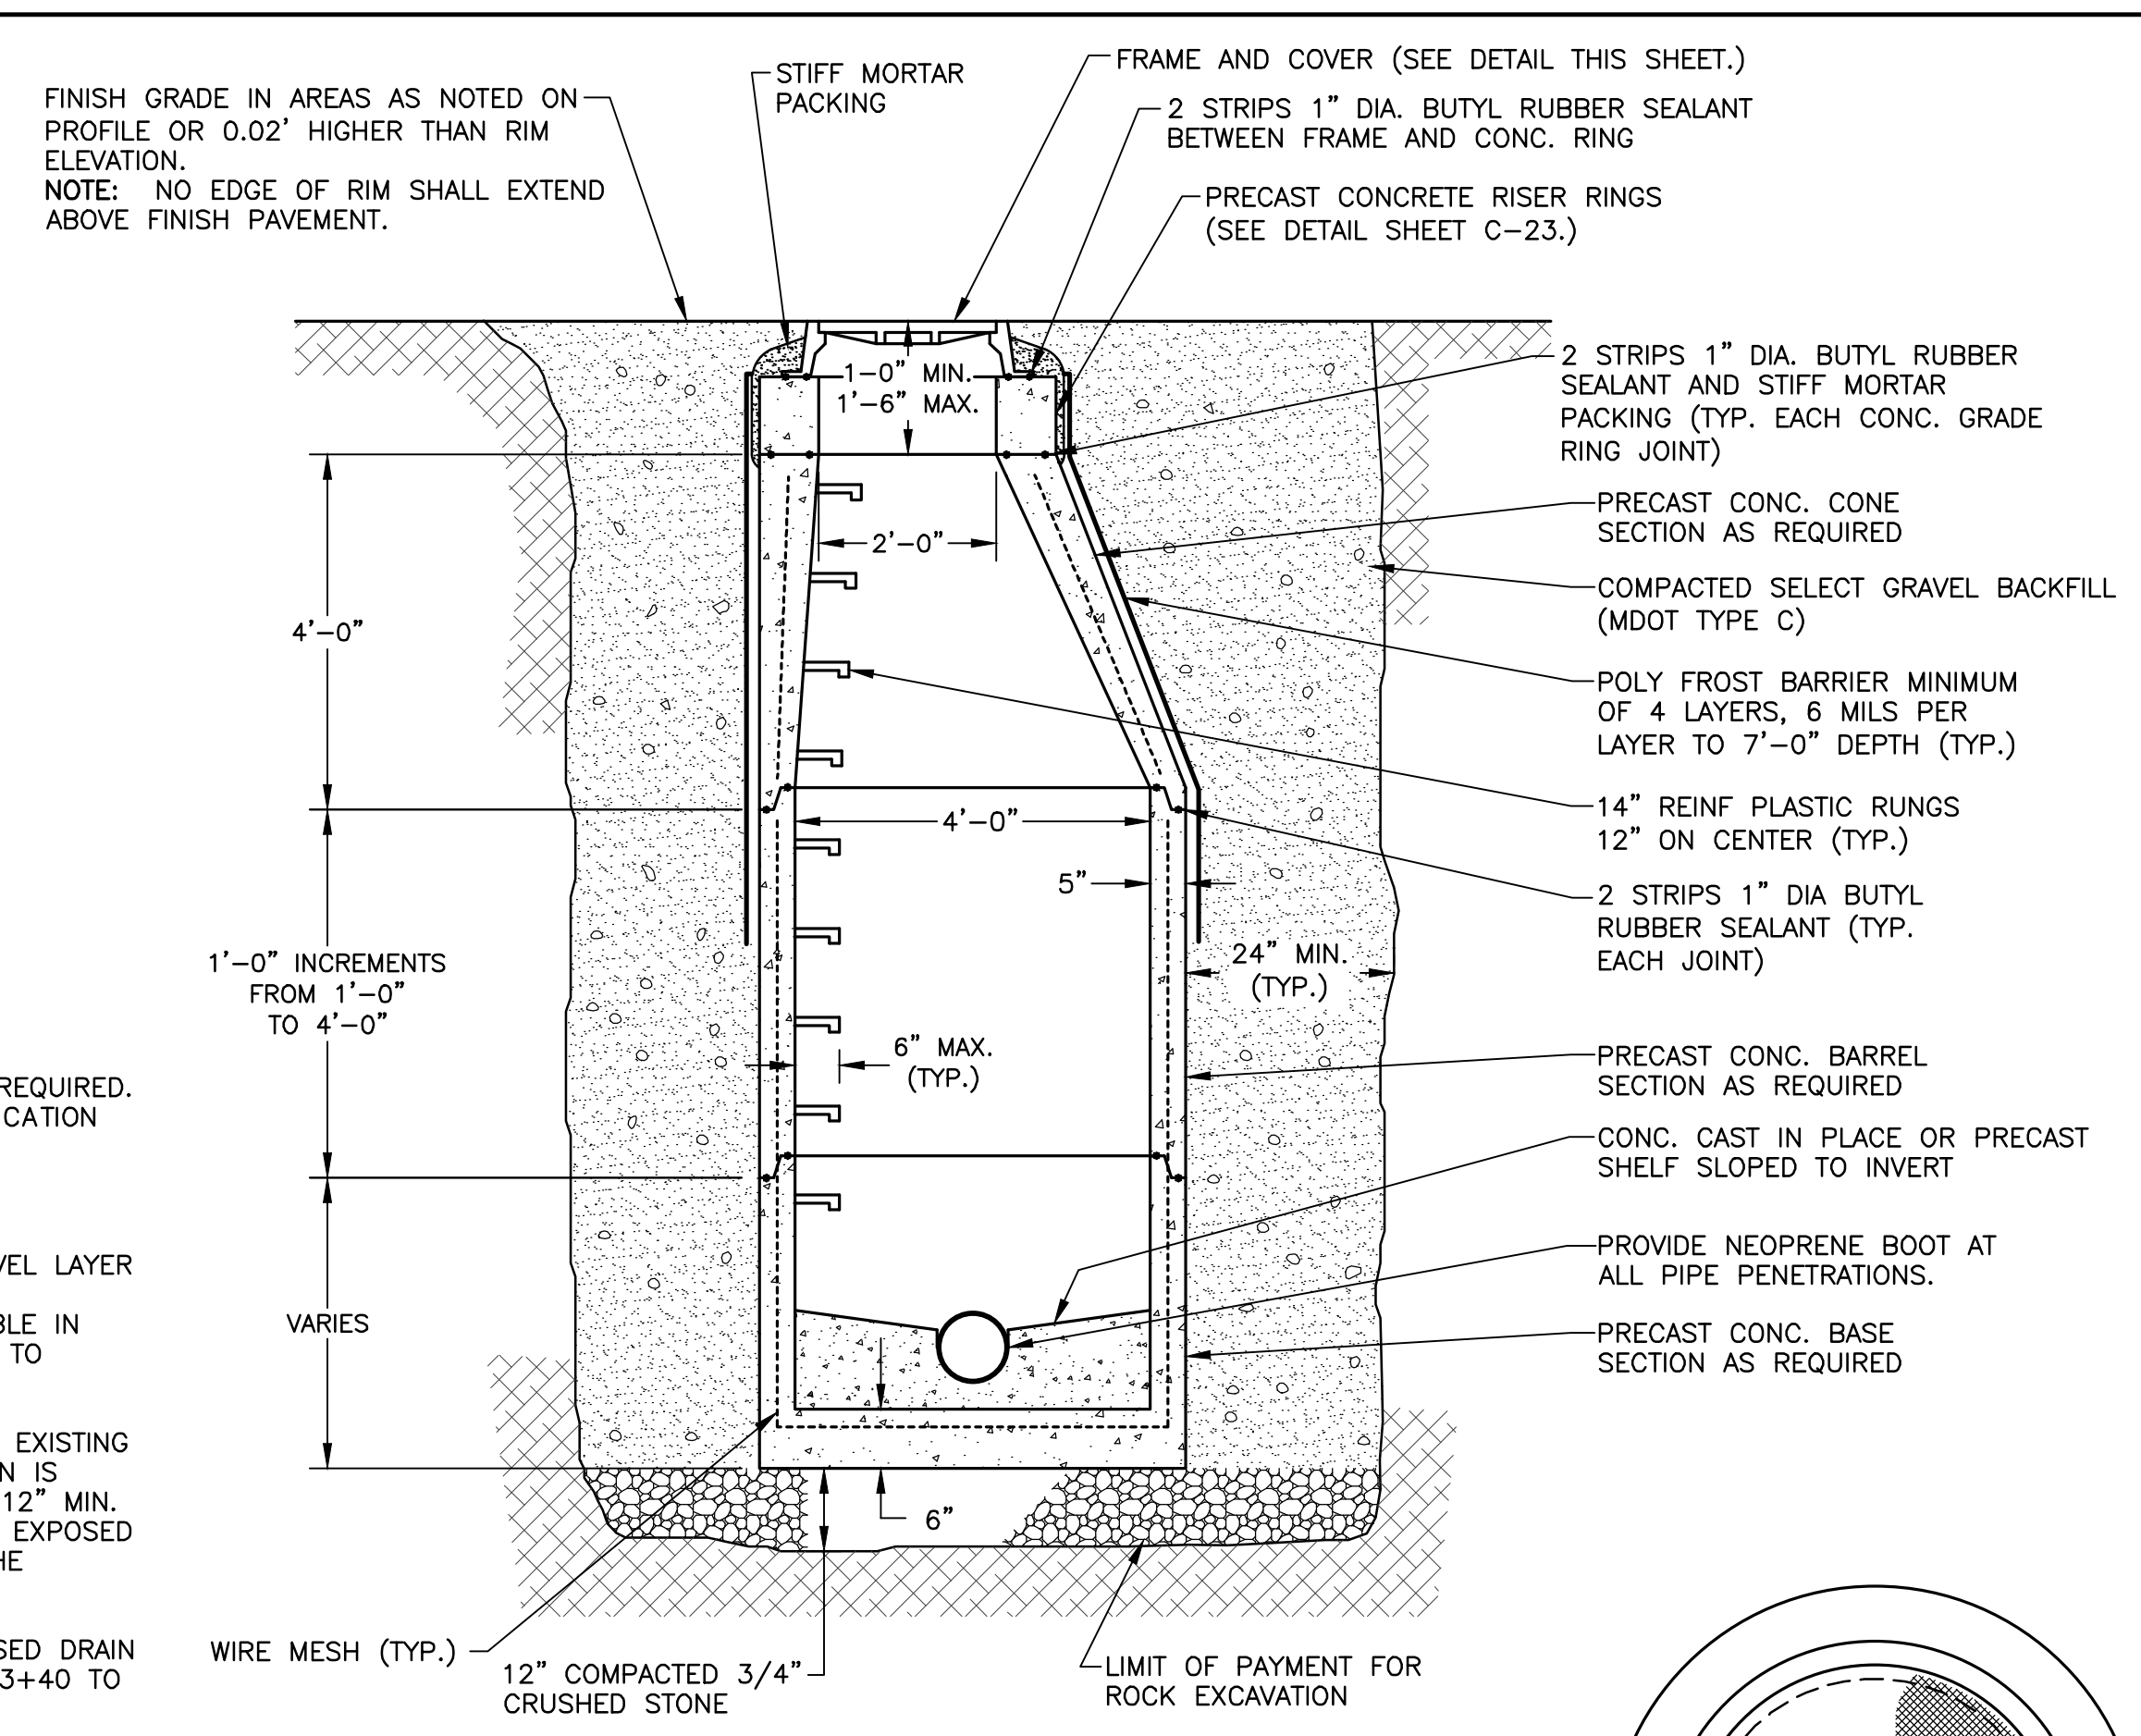 FINISH GRADE IN AREAS AS NOTED ON
PROFILE OR 0.02' HIGHER THAN RIM
ELEVATION.
NOTE: NO EDGE OF RIM SHALL EXTEND
ABOVE FINISH PAVEMENT.
STIFF MORTAR
PACKING
FRAME AND COVER (SEE DETAIL THIS SHEET.)
2 STRIPS 1" DIA. BUTYL RUBBER SEALANT
BETWEEN FRAME AND CONC. RING
PRECAST CONCRETE RISER RINGS
(SEE DETAIL SHEET C-23.)
1-0" MIN.
1'-6" MAX.
2 STRIPS 1" DIA. BUTYL RUBBER
SEALANT AND STIFF MORTAR
PACKING (TYP. EACH CONC. GRADE
RING JOINT)
PRECAST CONC. CONE
SECTION AS REQUIRED
2'-0"
COMPACTED SELECT GRAVEL BACKFILL
(MDOT TYPE C)
4'-0"
POLY FROST BARRIER MINIMUM
OF 4 LAYERS, 6 MILS PER
LAYER TO 7'-0" DEPTH (TYP.)
14" REINF PLASTIC RUNGS
12" ON CENTER (TYP.)
4'-0"
5"
2 STRIPS 1" DIA BUTYL
RUBBER SEALANT (TYP.
EACH JOINT)
24" MIN.
(TYP.)
1'-0" INCREMENTS
FROM 1'-0"
TO 4'-0"
6" MAX.
(TYP.)
PRECAST CONC. BARREL
SECTION AS REQUIRED
REQUIRED.
CATION
CONC. CAST IN PLACE OR PRECAST
SHELF SLOPED TO INVERT
PROVIDE NEOPRENE BOOT AT
ALL PIPE PENETRATIONS.
VEL LAYER
BLE IN
TO
VARIES
PRECAST CONC. BASE
SECTION AS REQUIRED
EXISTING
N IS
12" MIN.
EXPOSED
HE
6"
SED DRAIN
3+40 TO
WIRE MESH (TYP.)
12" COMPACTED 3/4"
CRUSHED STONE
LIMIT OF PAYMENT FOR
ROCK EXCAVATION